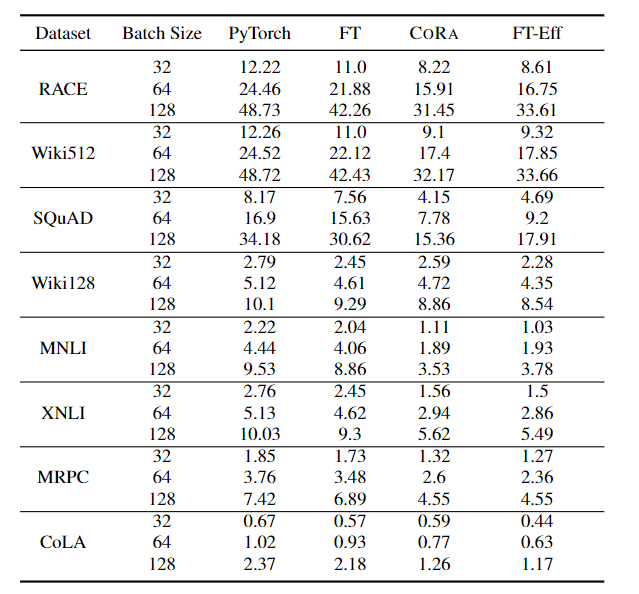 Dataset Batch Size PyTorch FT CORA FT-Eff
32 12.22 11.0 8.22 8.61
RACE 64 24.46 21.88 15.91 16.75
128 48.73 42.26 31.45 33.61
32 12.26 11.0 9.1 9.32
Wiki512 64 24.52 22.12 17.4 17.85
128 48.72 42.43 32.17 33.66
32 8.17 7.56 4.15 4.69
SQuAD 64 16.9 15.63 7.78 9.2
128 34.18 30.62 15.36 17.91
32 2.79 2.45 2.59 2.28
Wiki128 64 5.12 4.61 4.72 4.35
128 10.1 9.29 8.86 8.54
32 2.22 2.04 1.11 1.03
MNLI 64 4.44 4.06 1.89 1.93
128 9.53 8.86 3.53 3.78
32 2.76 2.45 1.56 1.5
XNLI 64 5.13 4.62 2.94 2.86
128 10.03 9.3 5.62 5.49
32 1.85 1.73 1.32 1.27
MRPC 64 3.76 3.48 2.6 2.36
128 7.42 6.89 4.55 4.55
32 0.67 0.57 0.59 0.44
CoLA 64 1.02 0.93 0.77 0.63
128 2.37 2.18 1.26 1.17